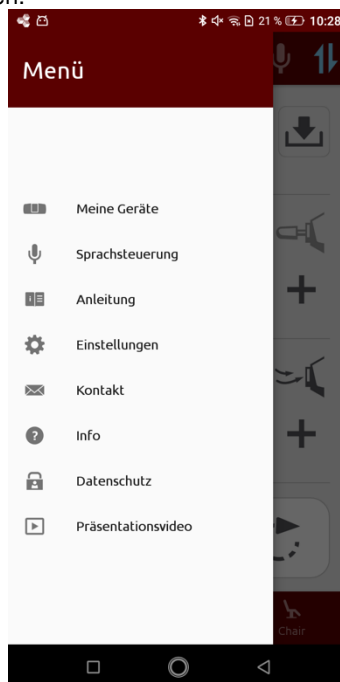 21 % 10:28
Menü
Meine Geräte
Sprachsteuerung
Anleitung
Einstellungen
Kontakt
Info
Datenschutz
Präsentationsvideo
Chair